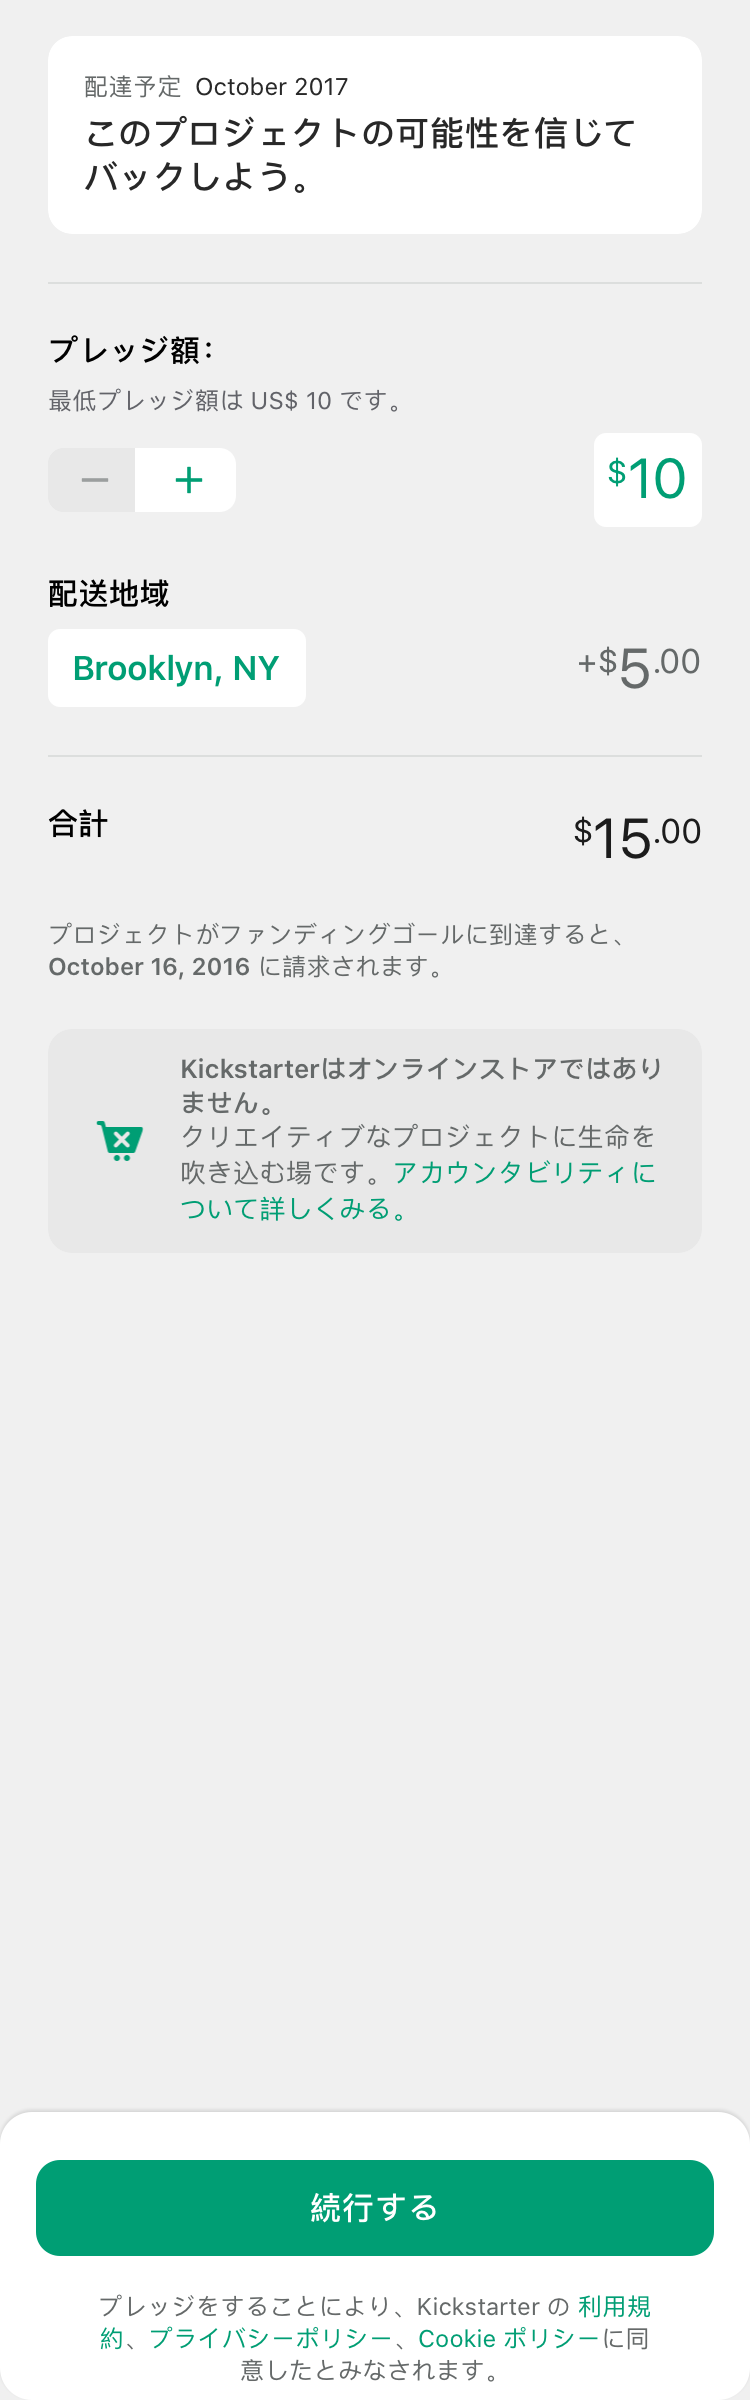 配達予定 October 2017
このプロジェクトの可能性を信じて
バックしよう。
プレッジ額：
最低プレッジ額は US$ 10 です。
− + $10
配送地域
Brooklyn, NY +$5.00
合計 $15.00
プロジェクトがファンディングゴールに到達すると、
October 16, 2016 に請求されます。
Kickstarterはオンラインストアではあり
ません。
クリエイティブなプロジェクトに生命を
吹き込む場です。アカウンタビリティに
ついて詳しくみる。
続行する
プレッジをすることにより、Kickstarter の 利用規
約、プライバシーポリシー、Cookie ポリシーに同
意したとみなされます。